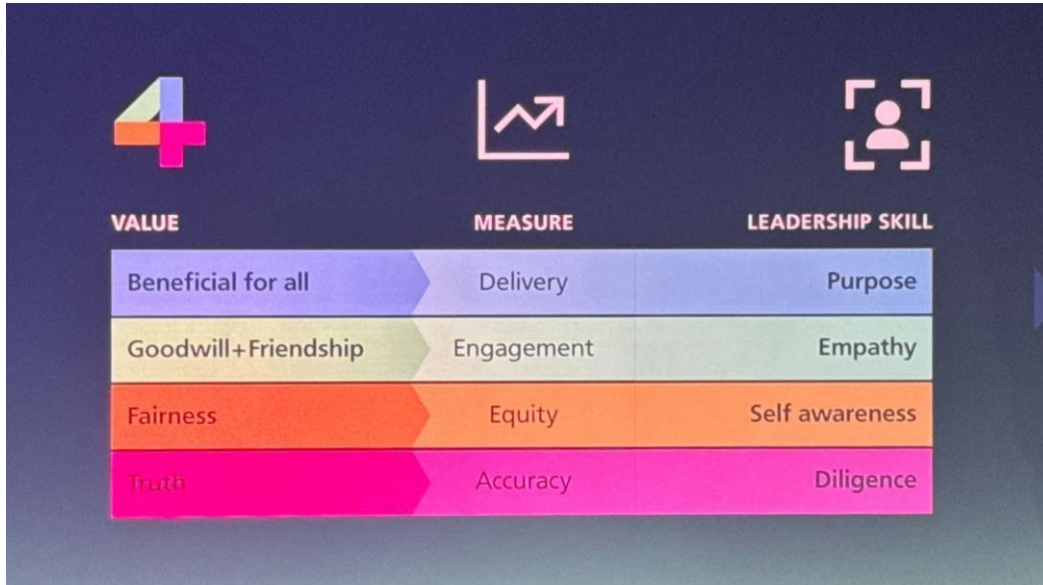 4
VALUE MEASURE LEADERSHIP SKILL
Beneficial for all Delivery Purpose
Goodwill+Friendship Engagement Empathy
Fairness Equity Self awareness
Truth Accuracy Diligence